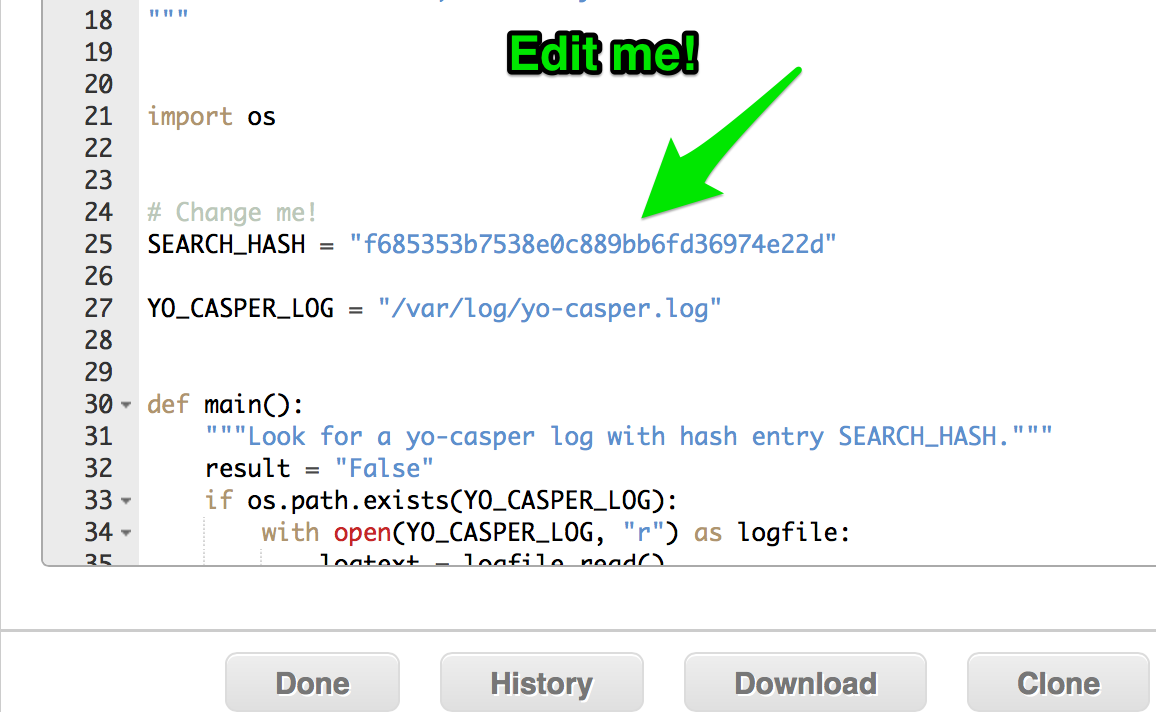 18 """
Edit me!
19
20
21 import os
22
23
24 # Change me!
25 SEARCH_HASH = "f685353b7538e0c889bb6fd36974e22d"
26
27 YO_CASPER_LOG = "/var/log/yo-casper.log"
28
29
30 def main():
31 """Look for a yo-casper log with hash entry SEARCH_HASH."""
32 result = "False"
33 if os.path.exists(YO_CASPER_LOG):
34 with open(YO_CASPER_LOG, "r") as logfile:
35 logtext = logfile.read()
Done History Download Clone